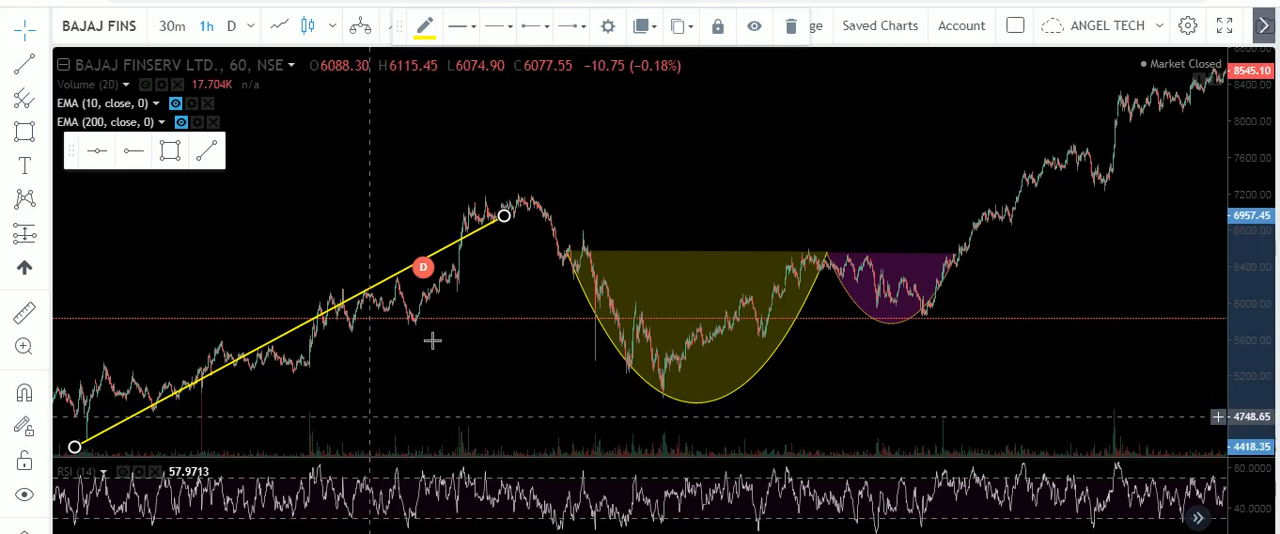 BAJAJ FINS 30m 1h D ge Saved Charts Account ANGEL TECH
BAJAJ FINSERV LTD., 60, NSE O6088.30 H6115.45 L6074.90 C6077.55 -10.75 (-0.18%)
Market Closed
8545.10
Volume (20) 17.704K n/a
8400.00
EMA (10, close, 0)
EMA (200, close, 0)
8000.00
7600.00
7200.00
6957.45
6800.00
D
6400.00
6000.00
5600.00
5200.00
4748.65
4418.35
RSI (14) 57.9713
80.0000
40.0000